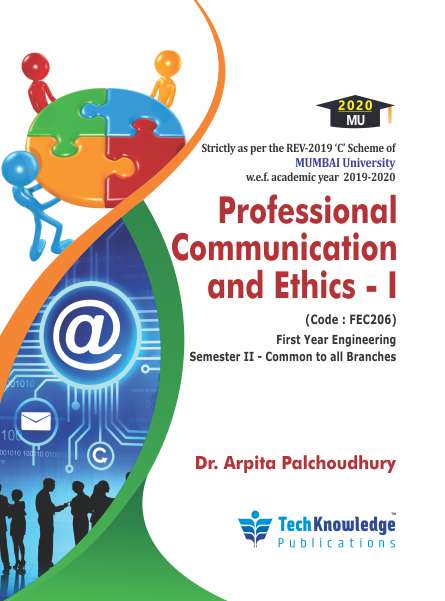 2020
MU
Strictly as per the REV-2019 'C' Scheme of
MUMBAI University
w.e.f. academic year 2019-2020
Professional
Communication
and Ethics - I
(Code : FEC206)
First Year Engineering
Semester II - Common to all Branches
@
Dr. Arpita Palchoudhury
TechKnowledge™
Publications